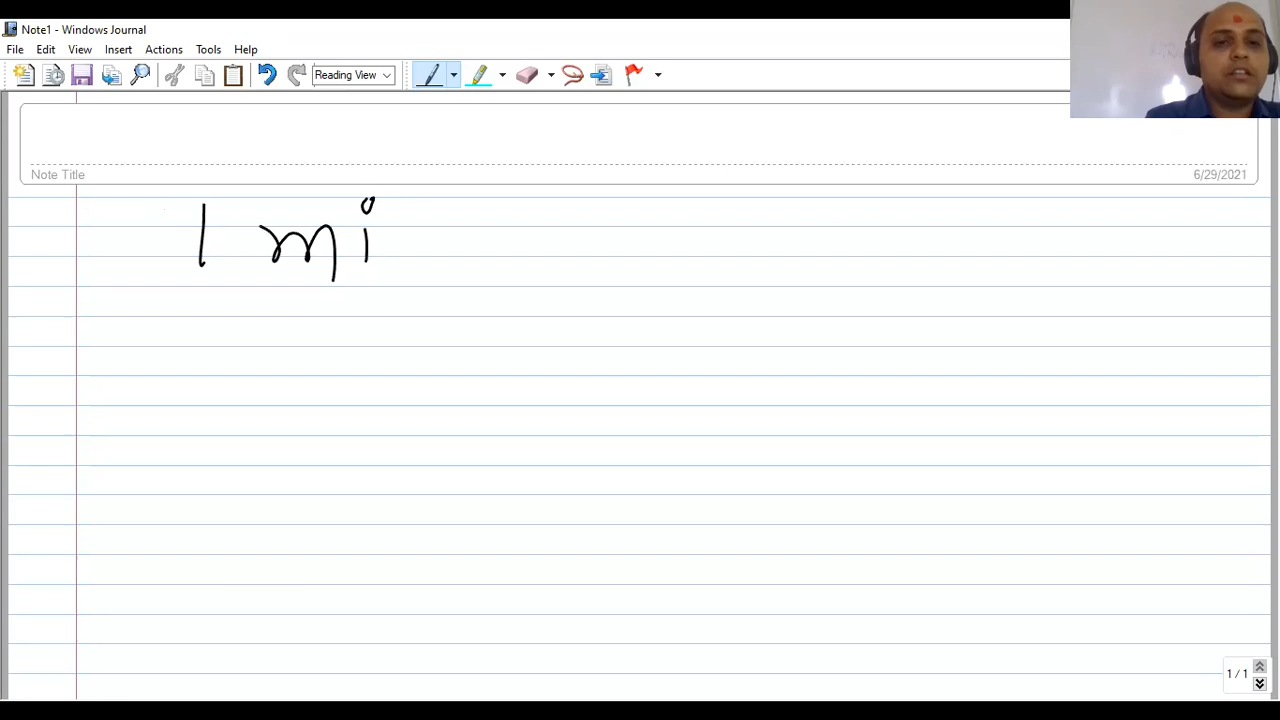 Note1 - Windows Journal
File Edit View Insert Actions Tools Help
Reading View
Note Title 6/29/2021
1 mi
1 / 1